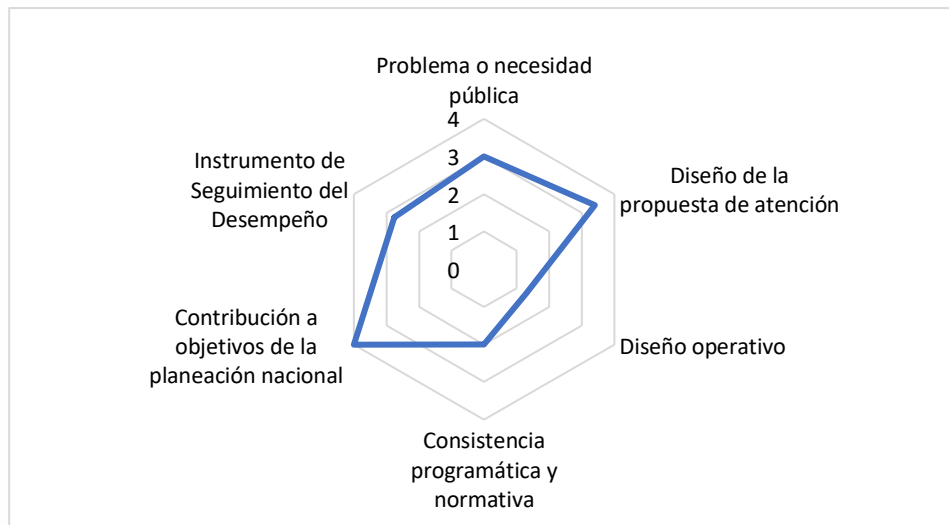 Problema o necesidad
pública
4
3
2
1
0
Diseño de la
propuesta de atención
Diseño operativo
Consistencia
programática y
normativa
Contribución a
objetivos de la
planeación nacional
Instrumento de
Seguimiento del
Desempeño